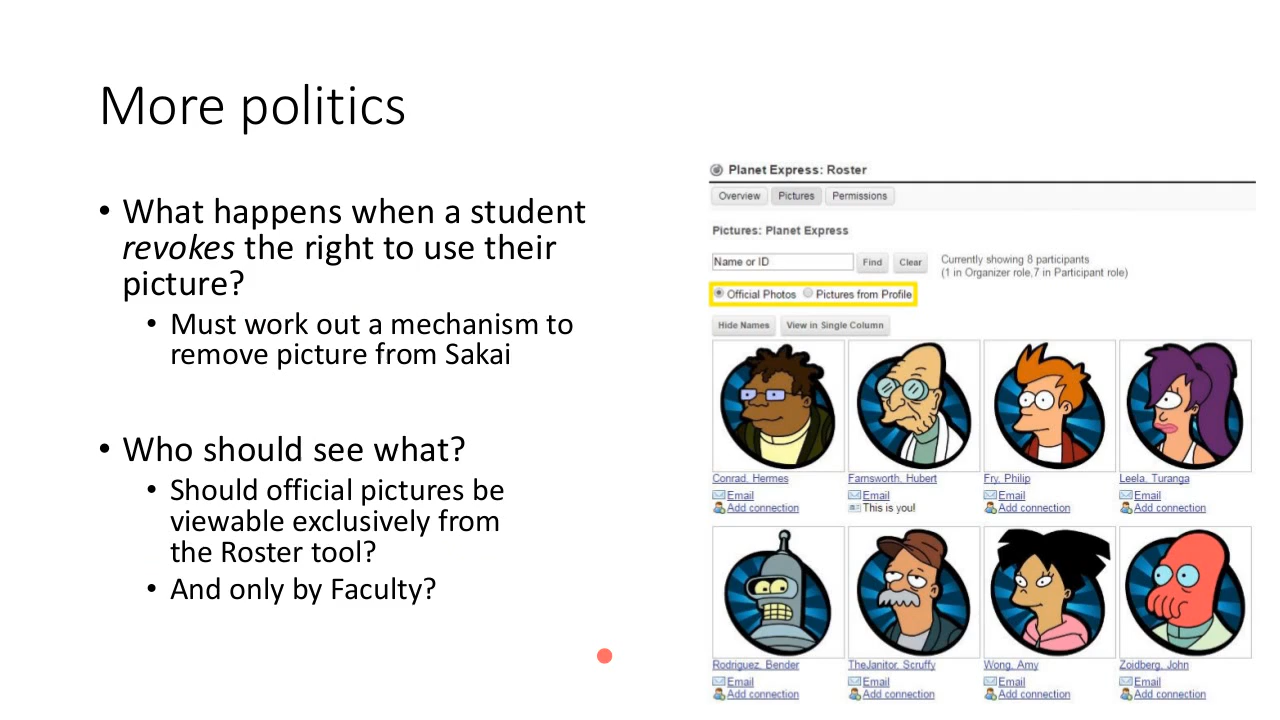 More politics
• What happens when a student
revokes the right to use their
picture?
• Must work out a mechanism to
remove picture from Sakai
• Who should see what?
• Should official pictures be
viewable exclusively from
the Roster tool?
• And only by Faculty?
Planet Express: Roster
Overview Pictures Permissions
Pictures: Planet Express
Name or ID Find Clear
Currently showing 8 participants
(1 in Organizer role,7 in Participant role)
Official Photos Pictures from Profile
Hide Names View in Single Column
Conrad, Hermes Farnsworth, Hubert Fry, Philip Leela, Turanga
Email Email Email Email
Add connection This is you! Add connection Add connection
Rodriguez, Bender TheJanitor, Scruffy Wong, Amy Zoidberg, John
Email Email Email Email
Add connection Add connection Add connection Add connection